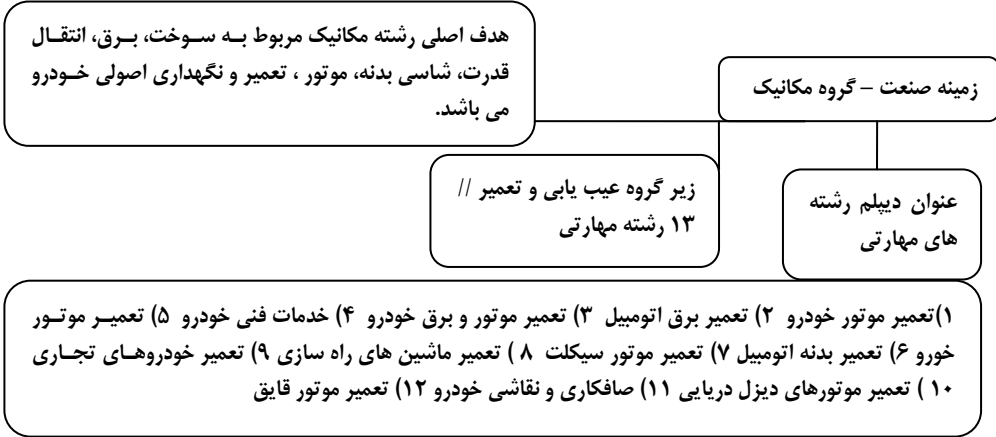 هدف اصلی رشته مکانیک مربوط به سوخت، برق، انتقال
قدرت، شاسی بدنه، موتور ، تعمیر و نگهداری اصولی خودرو
می باشد.
زمینه صنعت – گروه مکانیک
زیر گروه عیب یابی و تعمیر //
۱۳ رشته مهارتی
عنوان دیپلم رشته
های مهارتی
۱)تعمیر موتور خودرو ۲) تعمیر برق اتومبیل ۳) تعمیر موتور و برق خودرو ۴) خدمات فنی خودرو ۵) تعمیر موتور
خورو ۶) تعمیر بدنه اتومبیل ۷) تعمیر موتور سیکلت ۸ ) تعمیر ماشین های راه سازی ۹) تعمیر خودروهای تجاری
۱۰ ) تعمیر موتورهای دیزل دریایی ۱۱) صافکاری و نقاشی خودرو ۱۲) تعمیر موتور قایق